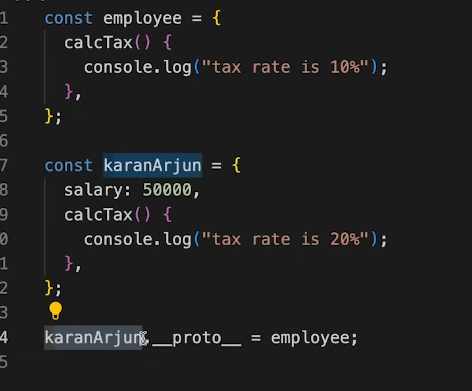 1 const employee = {
2 calcTax() {
3 console.log("tax rate is 10%");
4 },
5 };
6
7 const karanArjun = {
8 salary: 50000,
9 calcTax() {
0 console.log("tax rate is 20%");
1 },
2 };
3
4 karanArjun.__proto__ = employee;
5